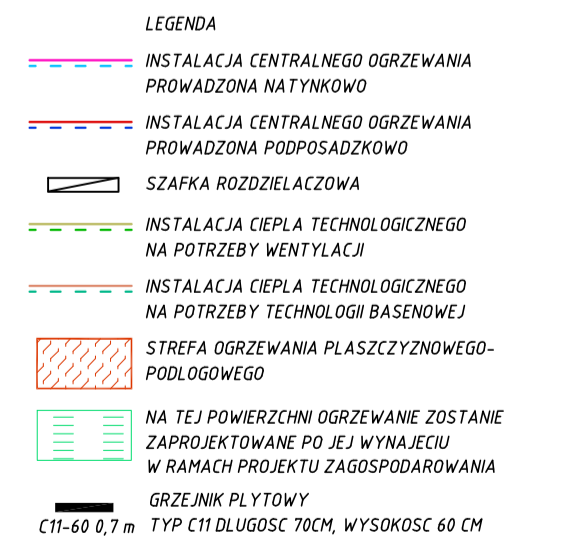 LEGENDA
INSTALACJA CENTRALNEGO OGRZEWANIA
PROWADZONA NATYNKOWO
INSTALACJA CENTRALNEGO OGRZEWANIA
PROWADZONA PODPOSADZKOWO
SZAFKA ROZDZIELACZOWA
INSTALACJA CIEPLA TECHNOLOGICZNEGO
NA POTRZEBY WENTYLACJI
INSTALACJA CIEPLA TECHNOLOGICZNEGO
NA POTRZEBY TECHNOLOGII BASENOWEJ
STREFA OGRZEWANIA PLASZCZYZNOWEGO-
PODLOGOWEGO
NA TEJ POWIERZCHNI OGRZEWANIE ZOSTANIE
ZAPROJEKTOWANE PO JEJ WYNAJECIU
W RAMACH PROJEKTU ZAGOSPODAROWANIA
GRZEJNIK PLYTOWY
C11-60 0,7 m TYP C11 DLUGOSC 70CM, WYSOKOSC 60 CM